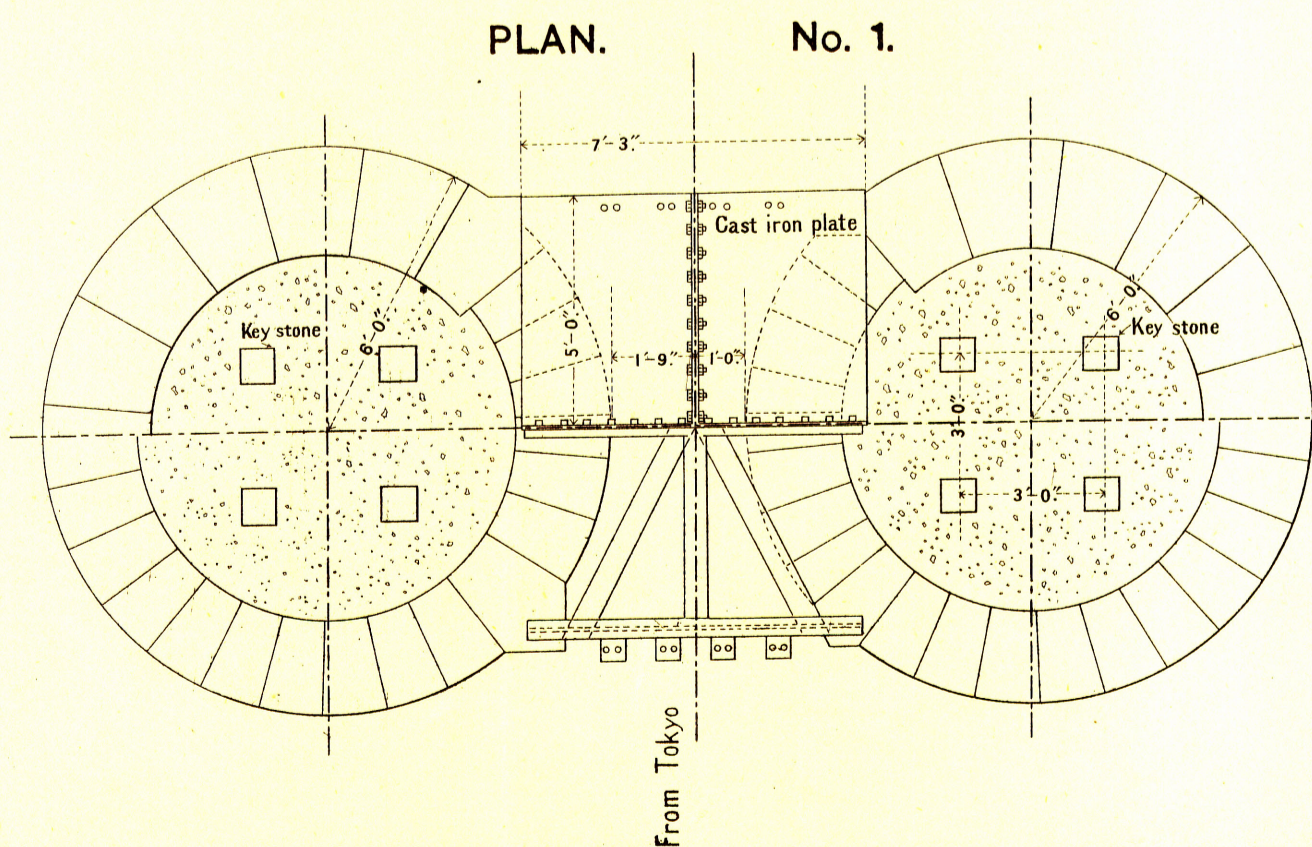 PLAN. No. 1.
7'-3".
Cast iron plate
6'-0".
5'-0".
1'-9".
1'-0".
6'-0".
Key stone
Key stone
3'-0".
3'-0".
From Tokyo